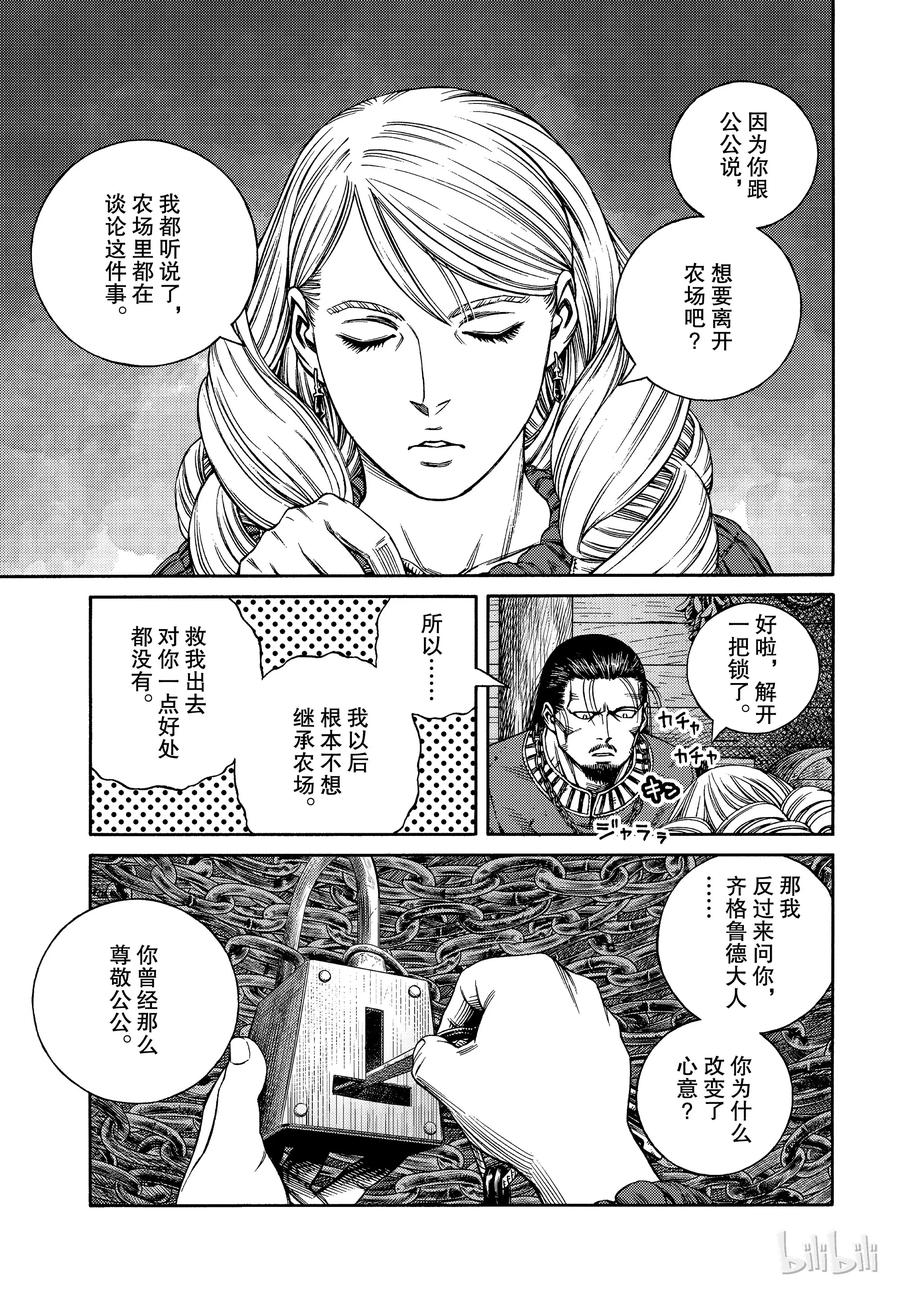 因为你跟
公公说，
想要离开
农场吧？
我都听说了，
农场里都在
谈论这件事。
好啦，解开
一把锁了。
カチャ
カチャ
キン
ジャララ
所以……
我以后
根本不想
继承农场。
救我出去
对你一点好处
都没有。
那我
反过来问你，
齐格鲁德大人
……
你为什么
改变了
心意？
你曾经那么
尊敬公公。
bilibili